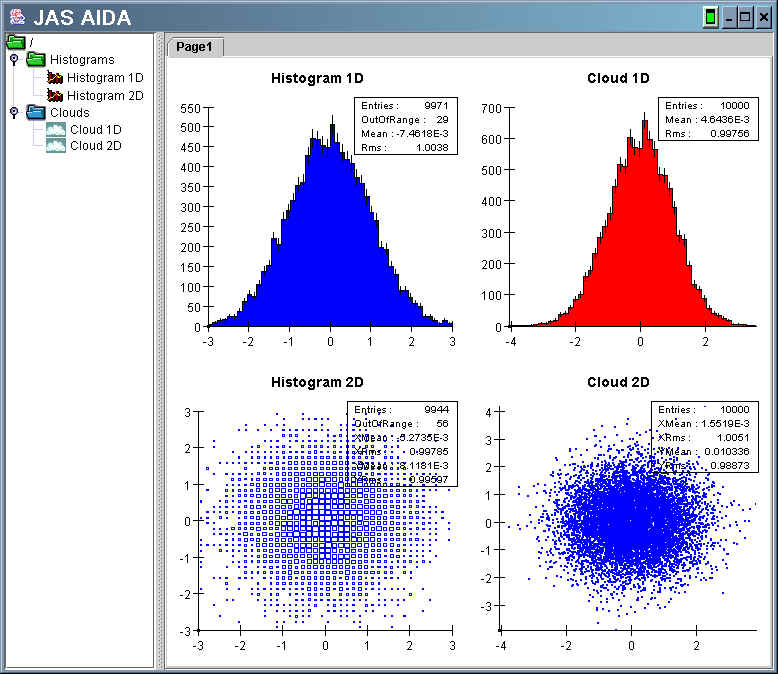 JAS AIDA
/
Histograms
Histogram 1D
Histogram 2D
Clouds
Cloud 1D
Cloud 2D
Page1
Histogram 1D
Entries : 9971
OutOfRange : 29
Mean : -7.4618E-3
Rms : 1.0038
550
500
450
400
350
300
250
200
150
100
50
0
-3 -2 -1 0 1 2 3
Cloud 1D
Entries : 10000
Mean : 4.6436E-3
Rms : 0.99756
700
600
500
400
300
200
100
0
-4 -2 0 2
Histogram 2D
Entries : 9944
OutOfRange : 56
XMean : -5.2735E-3
XRms : 0.99785
YMean : 8.1181E-3
YRms : 0.99597
3
2
1
0
-1
-2
-3
-3 -2 -1 0 1 2 3
Cloud 2D
Entries : 10000
XMean : 1.5519E-3
XRms : 1.0051
YMean : 0.010336
YRms : 0.98873
4
3
2
1
0
-1
-2
-3
-4 -2 0 2